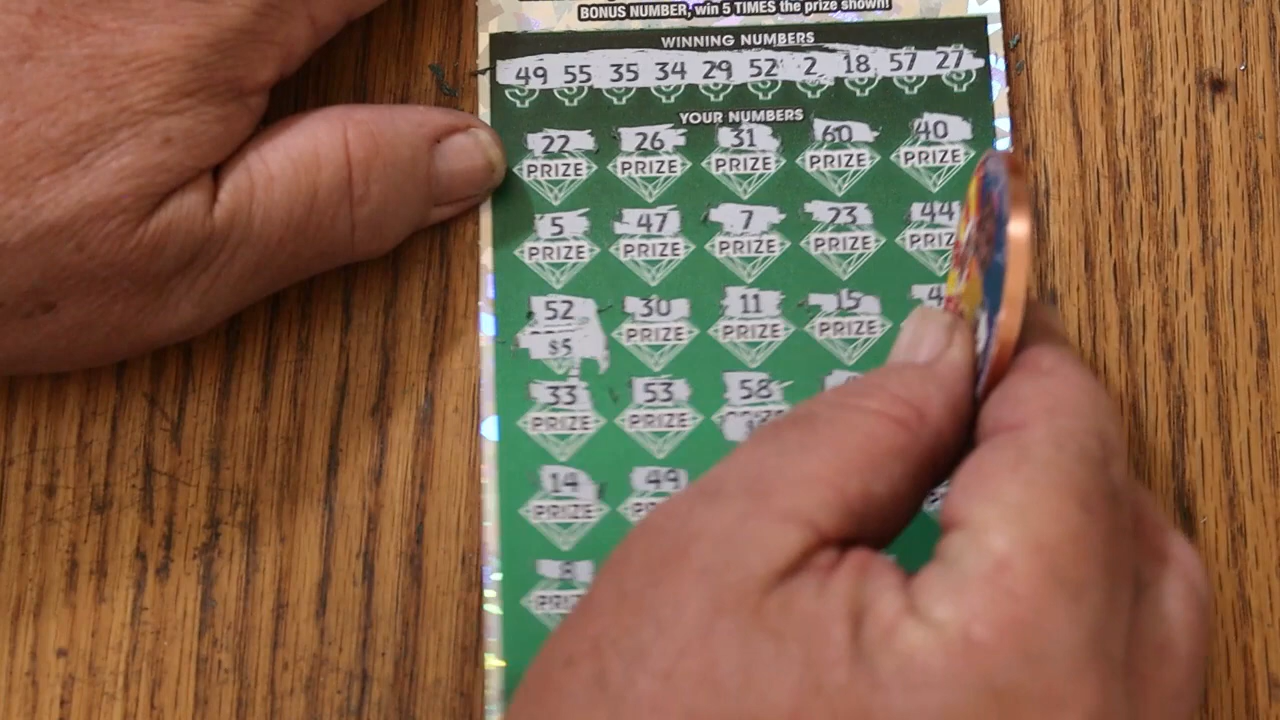 BONUS NUMBER, win 5 TIMES the prize shown!
WINNING NUMBERS
49 55 35 34 29 52 2 18 57 27
YOUR NUMBERS
22 26 31 60 40
PRIZE PRIZE PRIZE PRIZE PRIZE
5 47 7 23 44
PRIZE PRIZE PRIZE PRIZE PRIZ
52 30 11 15 4
$5 PRIZE PRIZE PRIZE
33 53 58
PRIZE PRIZE
14 49
PRIZE
8